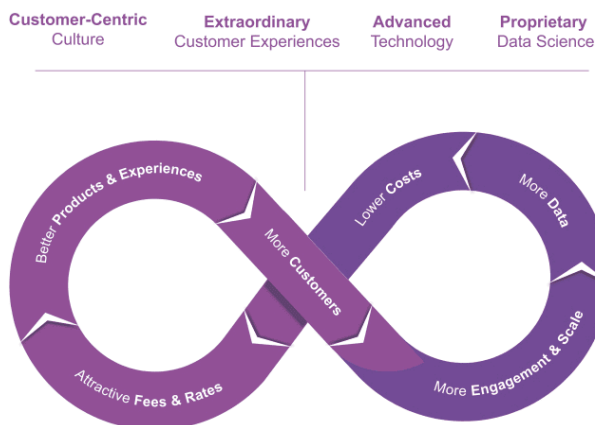 Customer-Centric
Culture
Extraordinary
Customer Experiences
Advanced
Technology
Proprietary
Data Science
Better Products & Experiences
More Customers
Lower Costs
More Data
More Engagement & Scale
Attractive Fees & Rates